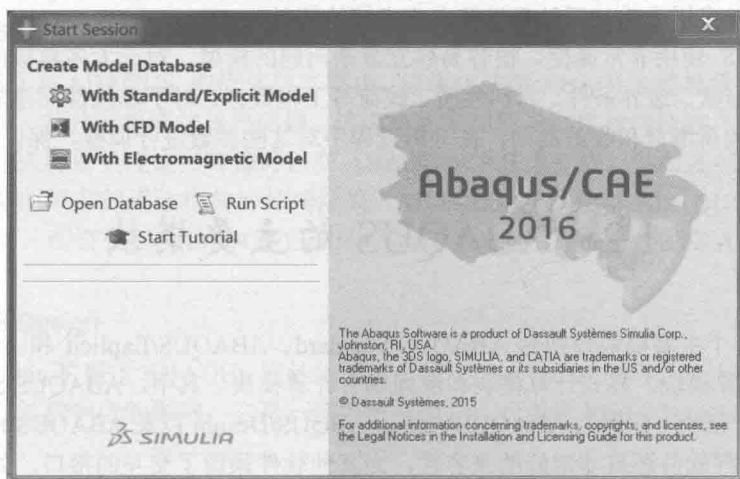 Start Session
X
Create Model Database
With Standard/Explicit Model
With CFD Model
With Electromagnetic Model
Open Database
Run Script
Start Tutorial
SIMULIA
Abaqus/CAE
2016
The Abaqus Software is a product of Dassault Systèmes Simulia Corp.,
Johnston, RI, USA.
Abaqus, the 3DS logo, SIMULIA, and CATIA are trademarks or registered
trademarks of Dassault Systèmes or its subsidiaries in the US and/or other
countries.
© Dassault Systèmes, 2015
For additional information concerning trademarks, copyrights, and licenses, see
the Legal Notices in the Installation and Licensing Guide for this product.